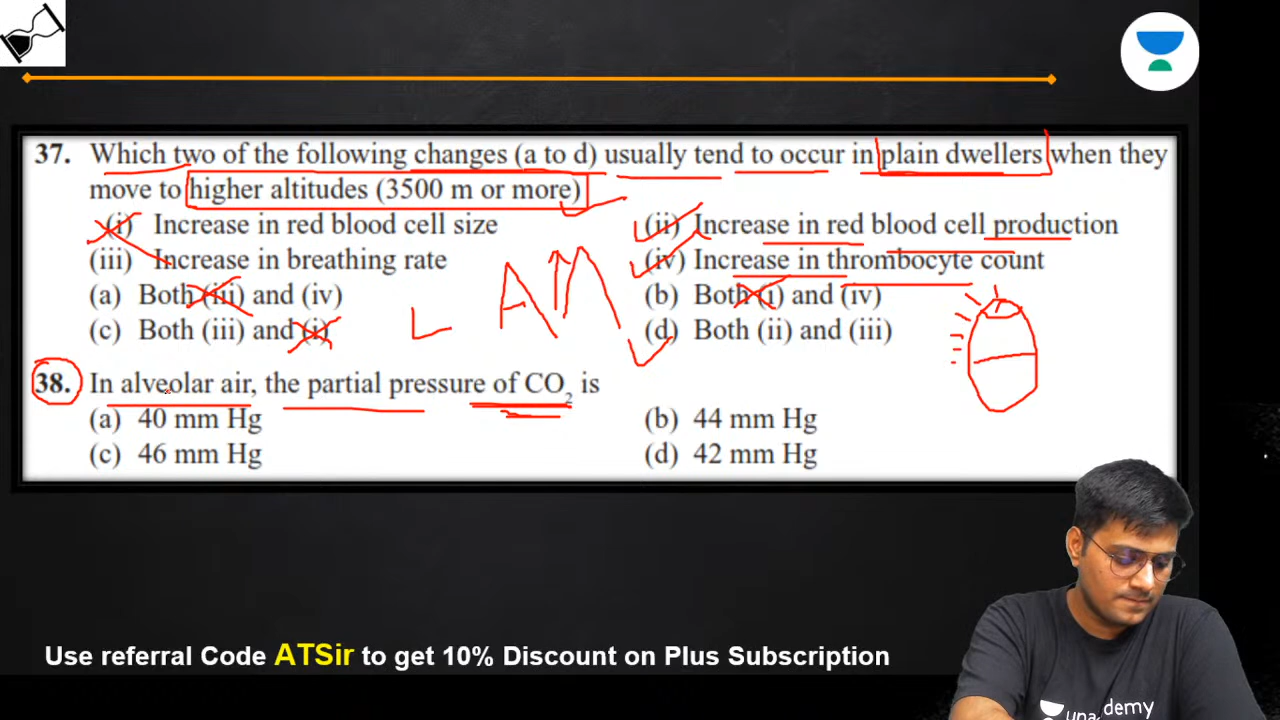 37. Which two of the following changes (a to d) usually tend to occur in plain dwellers when they
move to higher altitudes (3500 m or more)
(i) Increase in red blood cell size
(ii) Increase in red blood cell production
(iii) Increase in breathing rate
(iv) Increase in thrombocyte count
(a) Both (iii) and (iv)
(b) Both (i) and (iv)
(c) Both (iii) and (i)
(d) Both (ii) and (iii)
38. In alveolar air, the partial pressure of CO₂ is
(a) 40 mm Hg
(b) 44 mm Hg
(c) 46 mm Hg
(d) 42 mm Hg
Use referral Code ATSir to get 10% Discount on Plus Subscription